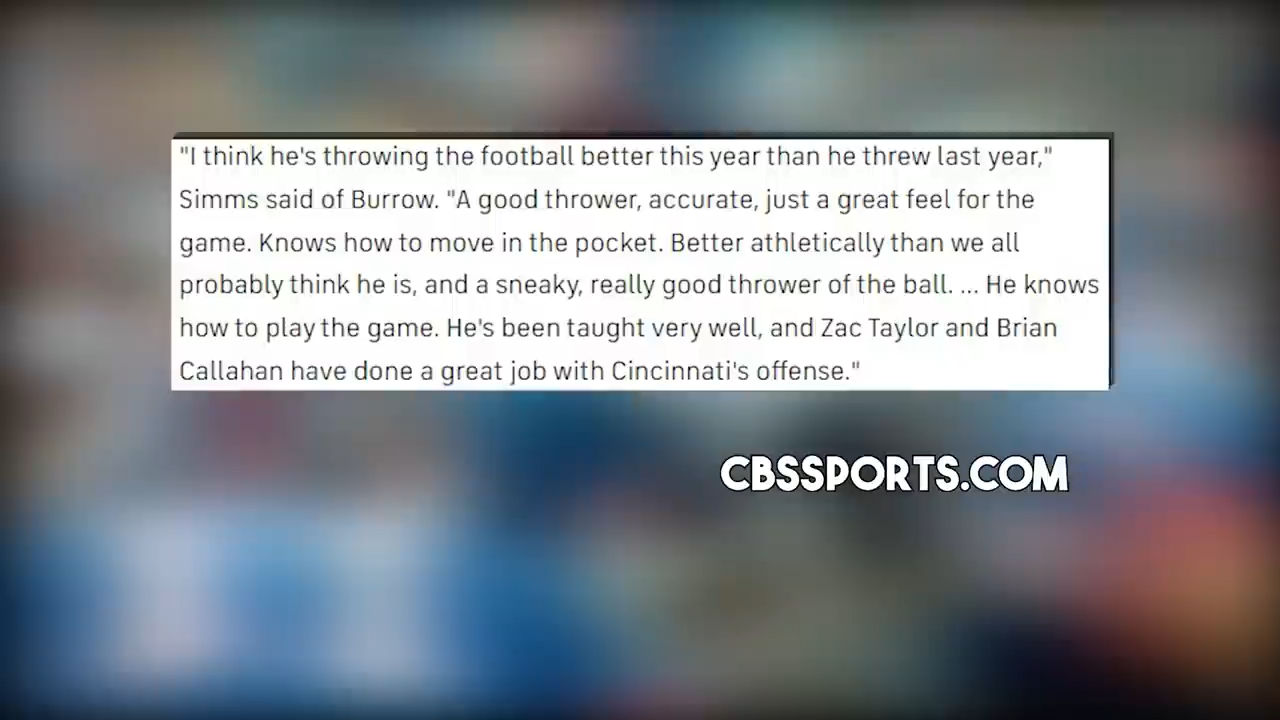 "I think he's throwing the football better this year than he threw last year,"
Simms said of Burrow. "A good thrower, accurate, just a great feel for the
game. Knows how to move in the pocket. Better athletically than we all
probably think he is, and a sneaky, really good thrower of the ball. ... He knows
how to play the game. He's been taught very well, and Zac Taylor and Brian
Callahan have done a great job with Cincinnati's offense."
CBSSPORTS.COM